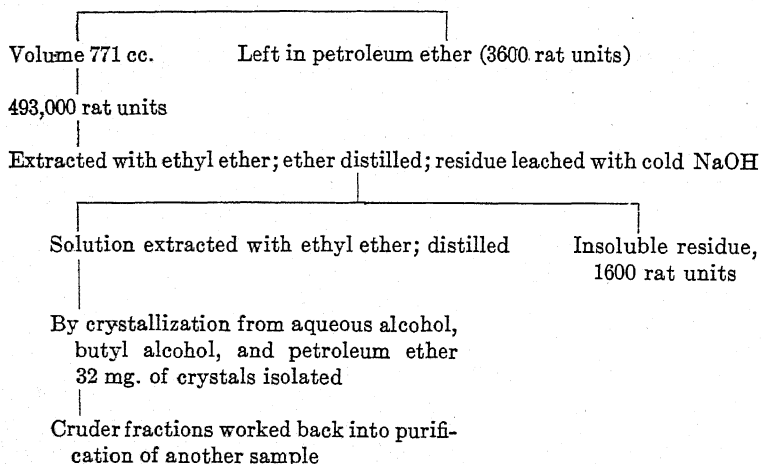 Volume 771 cc.
Left in petroleum ether (3600 rat units)
493,000 rat units
Extracted with ethyl ether; ether distilled; residue leached with cold NaOH
Solution extracted with ethyl ether; distilled
Insoluble residue,
1600 rat units
By crystallization from aqueous alcohol,
butyl alcohol, and petroleum ether
32 mg. of crystals isolated
Cruder fractions worked back into purifi-
cation of another sample